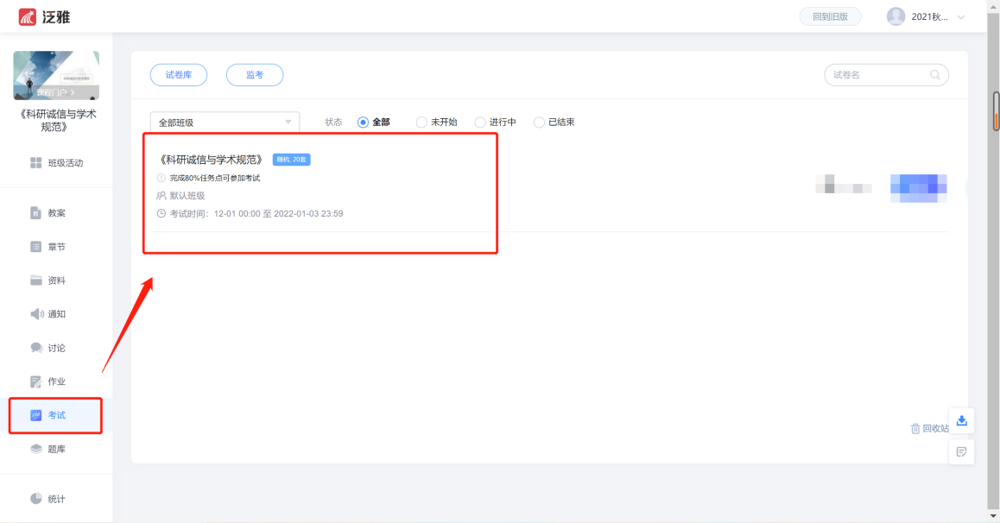 泛雅
回到旧版
2021秋...
课程门户 >
《科研诚信与学术
规范》
班级活动
教案
章节
资料
通知
讨论
作业
考试
题库
统计
试卷库
监考
试卷名
全部班级
状态
全部
未开始
进行中
已结束
《科研诚信与学术规范》
随机 20套
完成80%任务点可参加考试
默认班级
考试时间: 12-01 00:00 至 2022-01-03 23:59
回收站